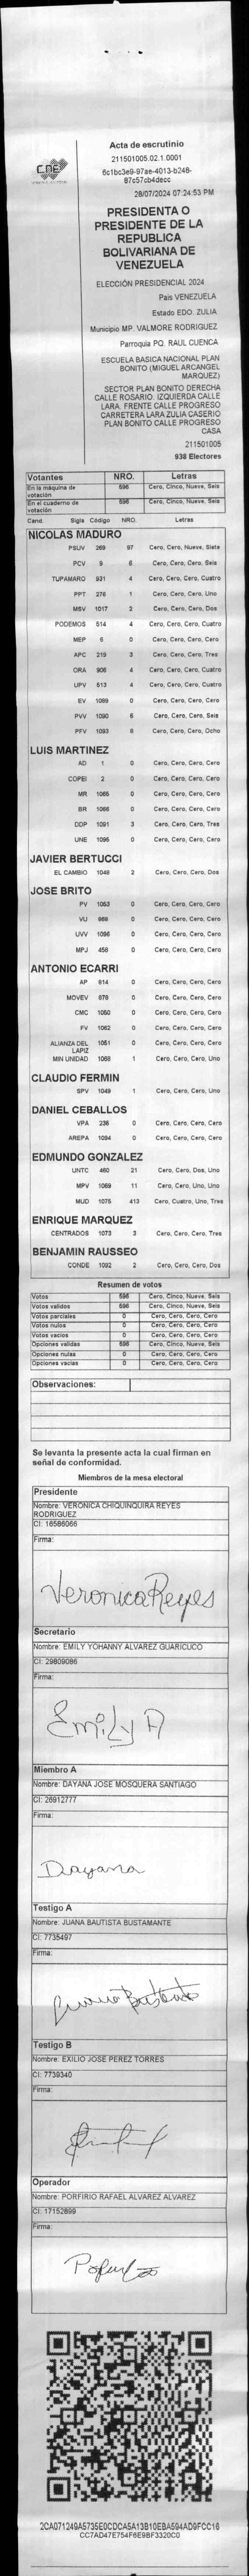 CNE
Acta de escrutinio
211501005.02.1.0001
6c1bc3e9-97ae-4013-b248-
87c57cb4decc
28/07/2024 07:24:53 PM
PRESIDENTA O
PRESIDENTE DE LA
REPUBLICA
BOLIVARIANA DE
VENEZUELA
ELECCIÓN PRESIDENCIAL 2024
Pais VENEZUELA
Estado EDO. ZULIA
Municipio MP. VALMORE RODRIGUEZ
Parroquia PQ. RAUL CUENCA
ESCUELA BASICA NACIONAL PLAN
BONITO (MIGUEL ARCANGEL
MARQUEZ)
SECTOR PLAN BONITO DERECHA
CALLE ROSARIO. IZQUIERDA CALLE
LARA. FRENTE CALLE PROGRESO
CARRETERA LARA ZULIA CASERIO
PLAN BONITO CALLE PROGRESO
CASA
211501005
938 Electores
Votantes NRO. Letras
En la máquina de votación 596 Cero, Cinco, Nueve, Seis
En el cuaderno de votación 596 Cero, Cinco, Nueve, Seis
Cand. Sigla Código NRO. Letras
NICOLAS MADURO
PSUV 269 97 Cero, Cero, Nueve, Siete
PCV 9 6 Cero, Cero, Cero, Seis
TUPAMARO 931 4 Cero, Cero, Cero, Cuatro
PPT 276 1 Cero, Cero, Cero, Uno
MSV 1017 2 Cero, Cero, Cero, Dos
PODEMOS 514 4 Cero, Cero, Cero, Cuatro
MEP 6 0 Cero, Cero, Cero, Cero
APC 219 3 Cero, Cero, Cero, Tres
ORA 906 4 Cero, Cero, Cero, Cuatro
UPV 513 4 Cero, Cero, Cero, Cuatro
EV 1089 0 Cero, Cero, Cero, Cero
PVV 1090 6 Cero, Cero, Cero, Seis
PFV 1093 8 Cero, Cero, Cero, Ocho
LUIS MARTINEZ
AD 1 0 Cero, Cero, Cero, Cero
COPEI 2 0 Cero, Cero, Cero, Cero
MR 1065 0 Cero, Cero, Cero, Cero
BR 1066 0 Cero, Cero, Cero, Cero
DDP 1091 3 Cero, Cero, Cero, Tres
UNE 1095 0 Cero, Cero, Cero, Cero
JAVIER BERTUCCI
EL CAMBIO 1048 2 Cero, Cero, Cero, Dos
JOSE BRITO
PV 1053 0 Cero, Cero, Cero, Cero
VU 969 0 Cero, Cero, Cero, Cero
UVV 1096 0 Cero, Cero, Cero, Cero
MPJ 458 0 Cero, Cero, Cero, Cero
ANTONIO ECARRI
AP 814 0 Cero, Cero, Cero, Cero
MOVEV 878 0 Cero, Cero, Cero, Cero
CMC 1050 0 Cero, Cero, Cero, Cero
FV 1062 0 Cero, Cero, Cero, Cero
ALIANZA DEL LAPIZ 1051 0 Cero, Cero, Cero, Cero
MIN UNIDAD 1068 1 Cero, Cero, Cero, Uno
CLAUDIO FERMIN
SPV 1049 1 Cero, Cero, Cero, Uno
DANIEL CEBALLOS
VPA 236 0 Cero, Cero, Cero, Cero
AREPA 1094 0 Cero, Cero, Cero, Cero
EDMUNDO GONZALEZ
UNTC 460 21 Cero, Cero, Dos, Uno
MPV 1069 11 Cero, Cero, Uno, Uno
MUD 1075 413 Cero, Cuatro, Uno, Tres
ENRIQUE MARQUEZ
CENTRADOS 1073 3 Cero, Cero, Cero, Tres
BENJAMIN RAUSSEO
CONDE 1092 2 Cero, Cero, Cero, Dos
Resumen de votos
Votos 596 Cero, Cinco, Nueve, Seis
Votos validos 596 Cero, Cinco, Nueve, Seis
Votos parciales 0 Cero, Cero, Cero, Cero
Votos nulos 0 Cero, Cero, Cero, Cero
Votos vacios 0 Cero, Cero, Cero, Cero
Opciones validas 596 Cero, Cinco, Nueve, Seis
Opciones nulas 0 Cero, Cero, Cero, Cero
Opciones vacias 0 Cero, Cero, Cero, Cero
Observaciones:
Se levanta la presente acta la cual firman en
señal de conformidad.
Miembros de la mesa electoral
Presidente
Nombre: VERONICA CHIQUINQUIRA REYES
RODRIGUEZ
CI: 16586066
Firma:
Veronica Reyes
Secretario
Nombre: EMILY YOHANNY ALVAREZ GUARICUCO
CI: 29809086
Firma:
Emily A
Miembro A
Nombre: DAYANA JOSE MOSQUERA SANTIAGO
CI: 26912777
Firma:
Dayana
Testigo A
Nombre: JUANA BAUTISTA BUSTAMANTE
CI: 7735497
Firma:
Testigo B
Nombre: EXILIO JOSE PEREZ TORRES
CI: 7739340
Firma:
Operador
Nombre: PORFIRIO RAFAEL ALVAREZ ALVAREZ
CI: 17152899
Firma:
2CA071249A5735E0CDCA5A13B10EBA594AD9FCC16
CC7AD47E754F6E9BF3320C0